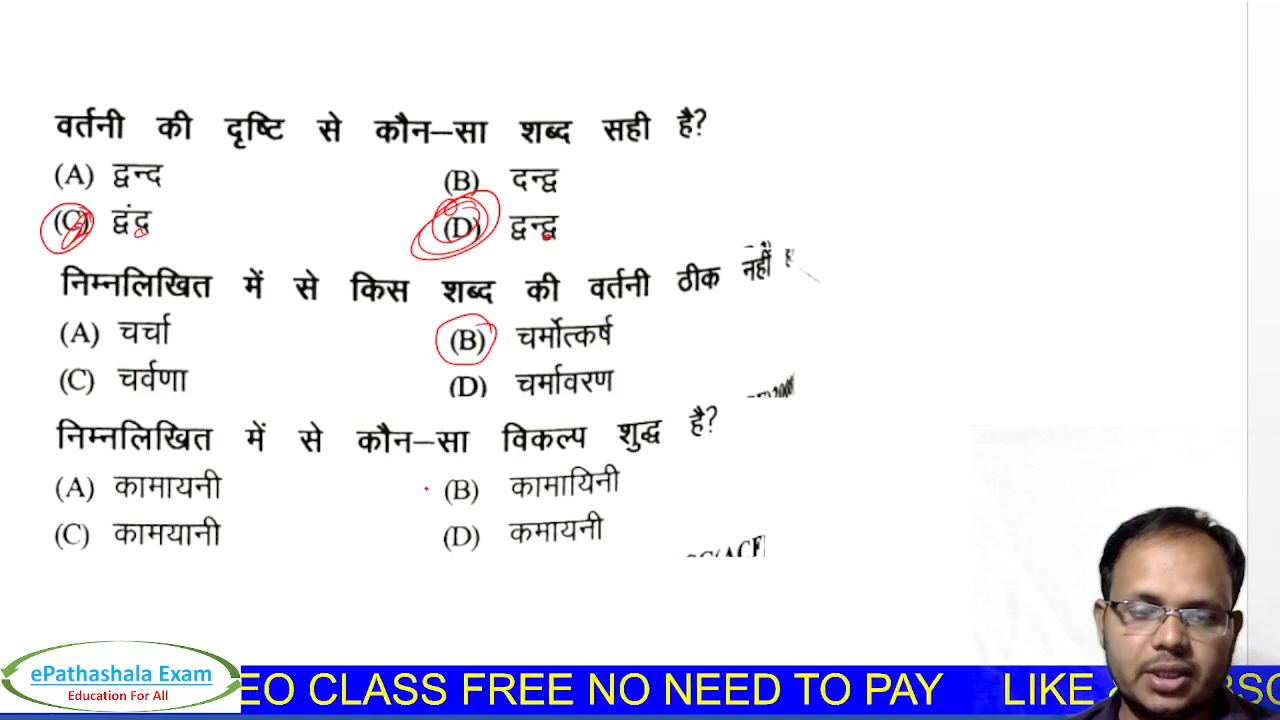 वर्तनी की दृष्टि से कौन–सा शब्द सही है?
(A) द्वन्द (B) दन्द्व
(C) द्वंद्व (D) द्वन्द्व
निम्नलिखित में से किस शब्द की वर्तनी ठीक नहीं
(A) चर्चा (B) चर्मोत्कर्ष
(C) चर्वणा (D) चर्मावरण
निम्नलिखित में से कौन–सा विकल्प शुद्ध है?
(A) कामायनी (B) कामायिनी
(C) कामयानी (D) कमायनी
ePathashala Exam
Education For All
EO CLASS FREE NO NEED TO PAY LIKE